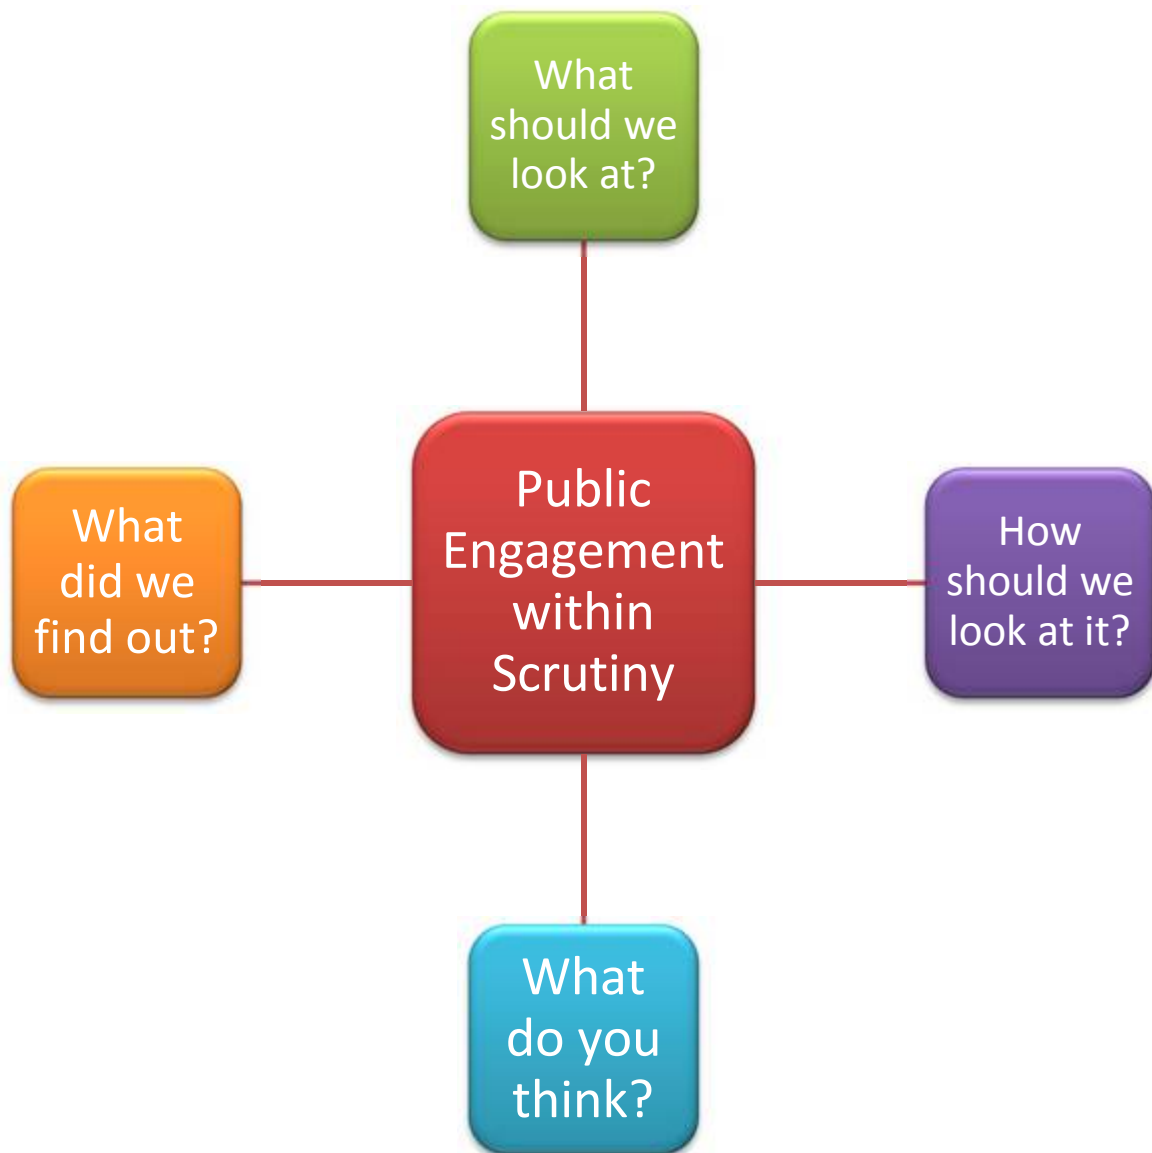 What
should we
look at?
Public
Engagement
within
Scrutiny
How
should we
look at it?
What
did we
find out?
What
do you
think?